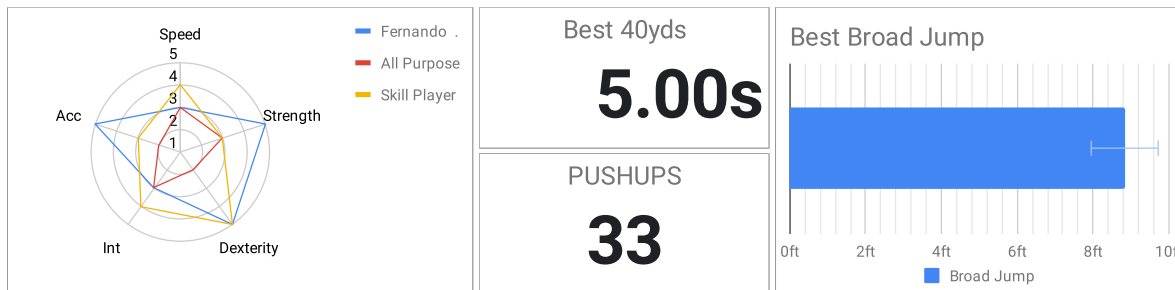 Speed
5
4
3
2
1
Acc
Strength
Int
Dexterity
Fernando .
All Purpose
Skill Player
Best 40yds
5.00s
PUSHUPS
33
Best Broad Jump
0ft 2ft 4ft 6ft 8ft 10f
Broad Jump